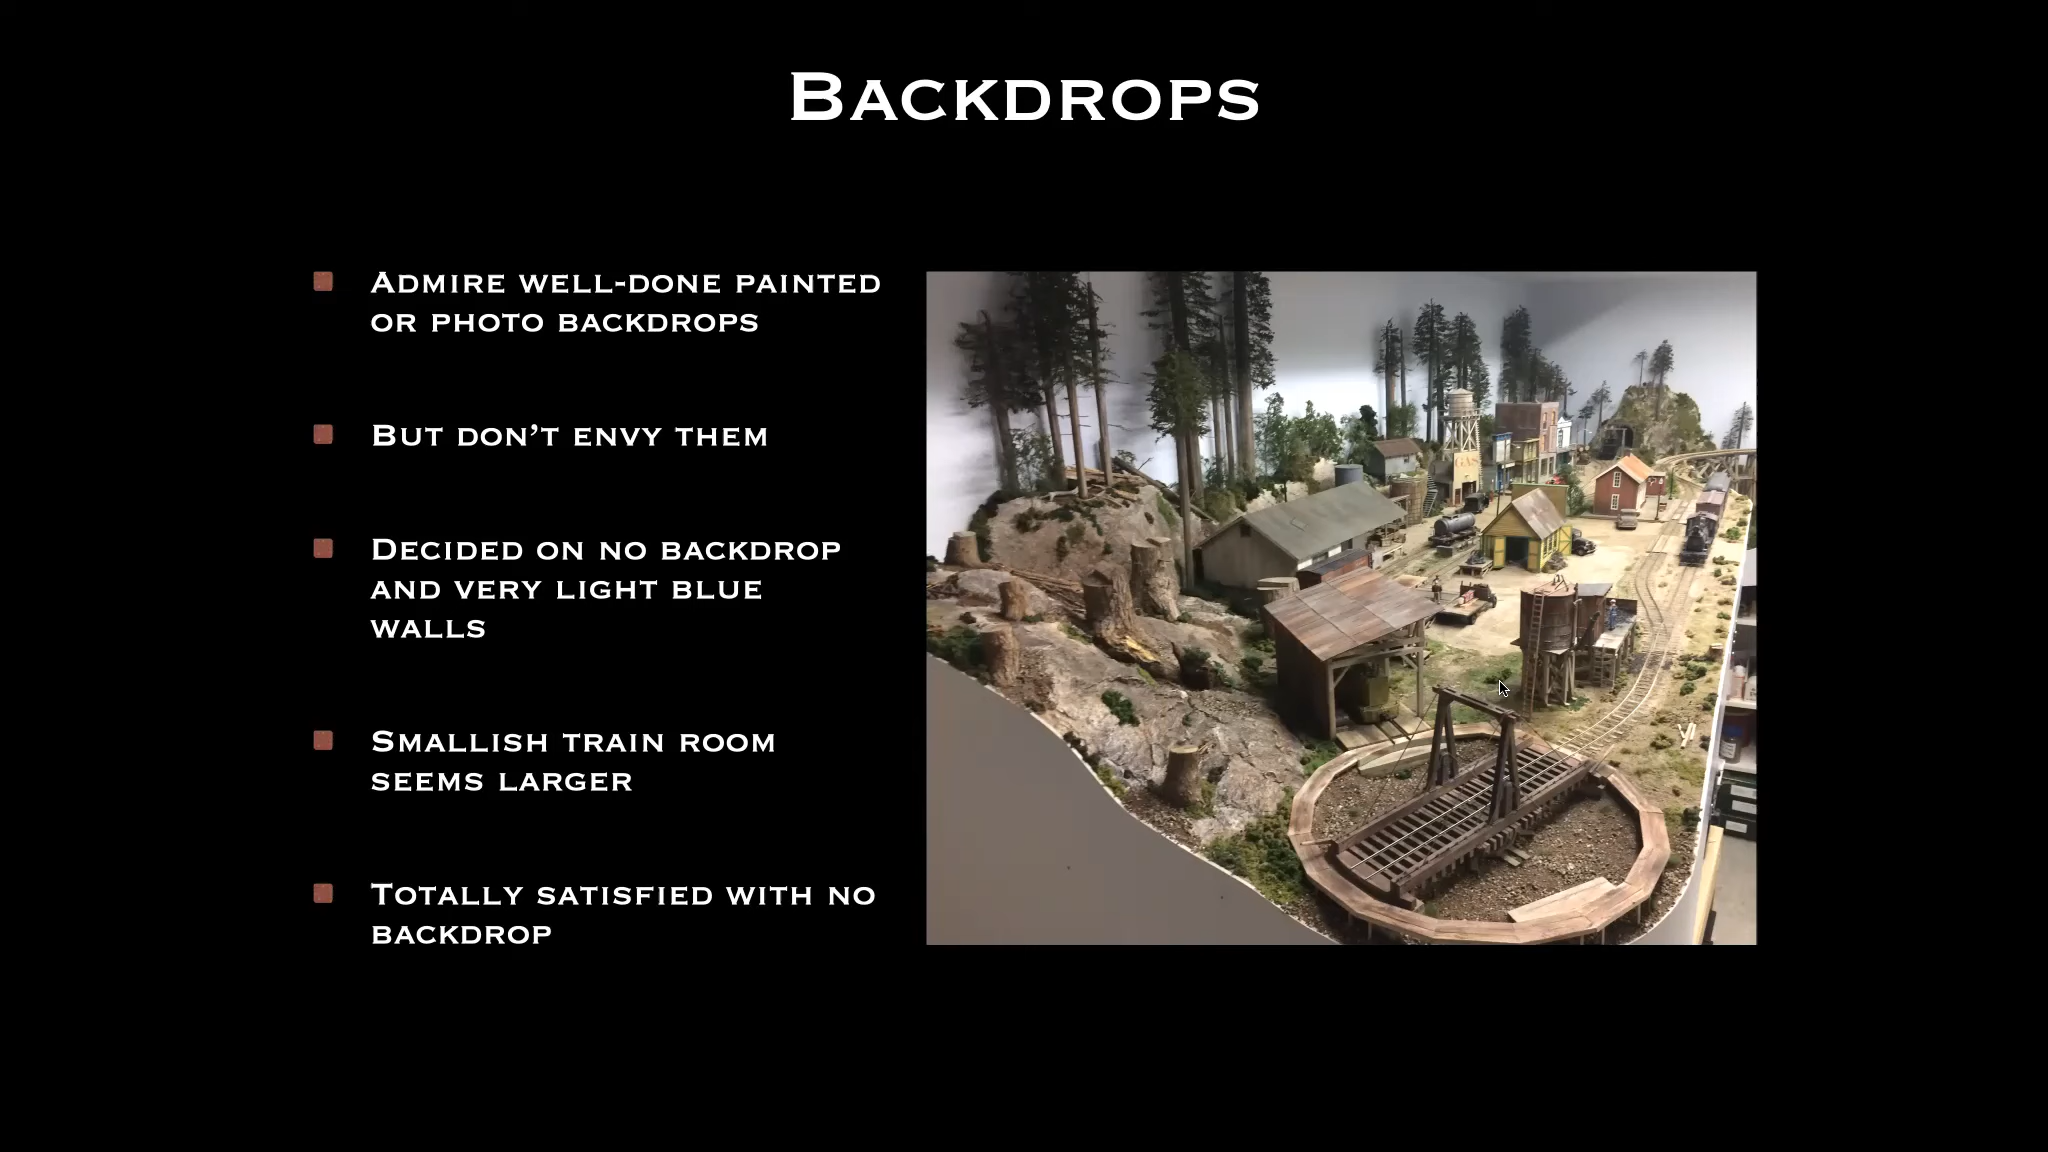 Backdrops
Admire well-done painted
or photo backdrops
But don’t envy them
Decided on no backdrop
and very light blue
walls
Smallish train room
seems larger
Totally satisfied with no
backdrop
GAS